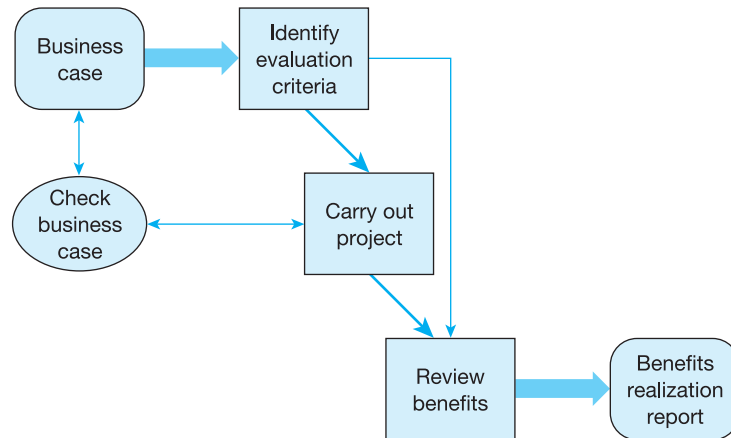 Business
case
Identify
evaluation
criteria
Check
business
case
Carry out
project
Review
benefits
Benefits
realization
report